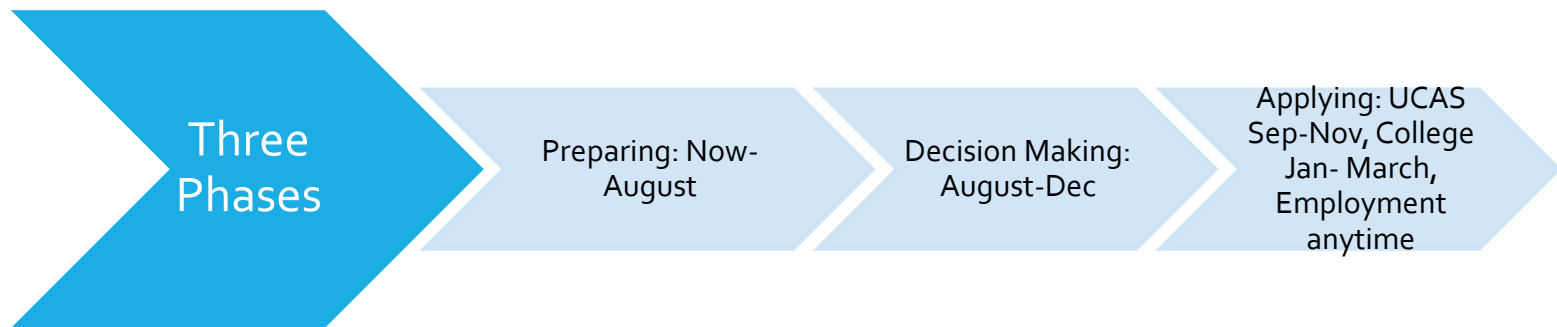 Three
Phases
Preparing: Now-
August
Decision Making:
August-Dec
Applying: UCAS
Sep-Nov, College
Jan- March,
Employment
anytime